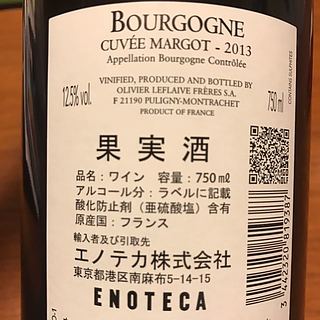 BOURGOGNE
CUVÉE MARGOT - 2013
Appellation Bourgogne Contrôlée
VINIFIED, PRODUCED AND BOTTLED BY
OLIVIER LEFLAIVE FRÈRES S.A.
F 21190 PULIGNY-MONTRACHET
PRODUCT OF FRANCE
12.5% vol.
750 ml
CONTAINS SULPHITES
果実酒
品名：ワイン 容量：750mℓ
アルコール分：ラベルに記載
酸化防止剤（亜硫酸塩）含有
原産国：フランス
輸入者及び引取先
エノテカ株式会社
東京都港区南麻布5-14-15
ENOTECA
3 442320 819387